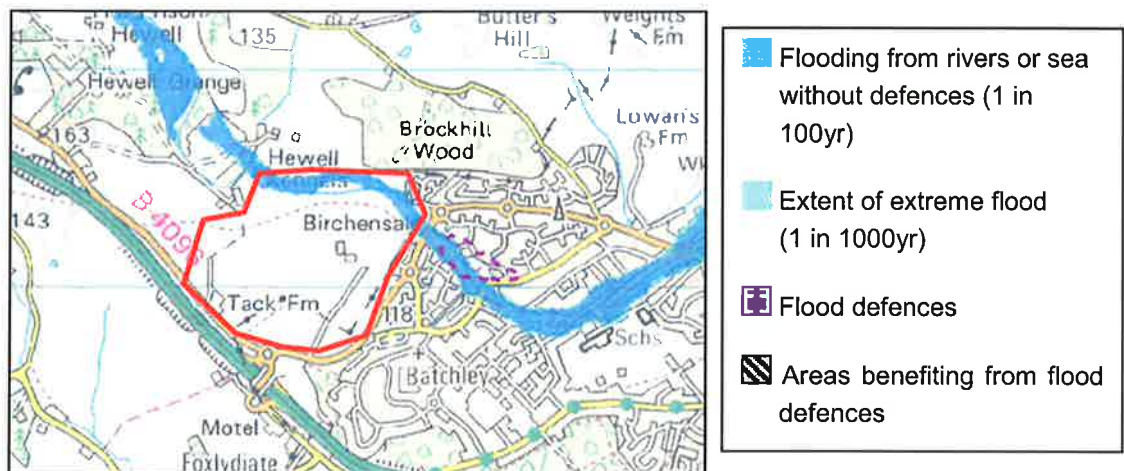 135
Butler's
Hill
Weights
Fm
Hewell
Hewell Grange
163
Brockhill
Wood
Lowan's
Fm
Hewell
143
Birchensale
Tack Fm
118
Schs
Batchley
Motel
Foxlydiate
Flooding from rivers or sea
without defences (1 in
100yr)
Extent of extreme flood
(1 in 1000yr)
Flood defences
Areas benefiting from flood
defences